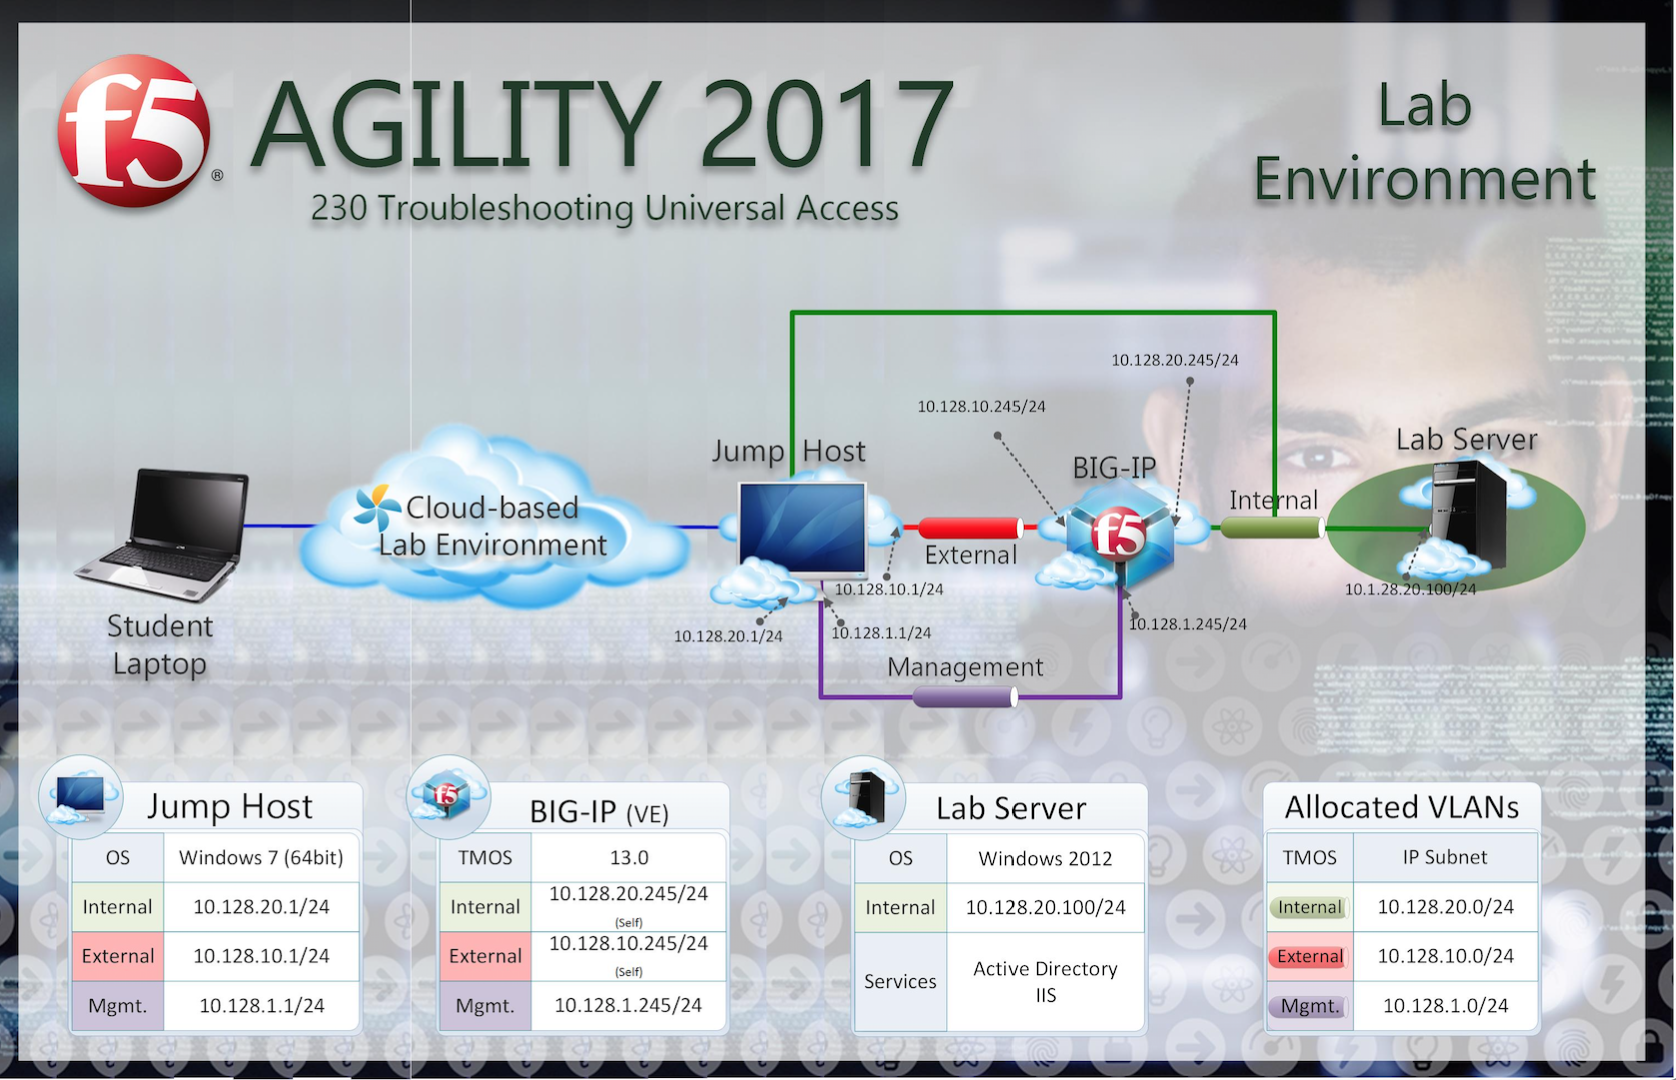 f5
®
AGILITY 2017
230 Troubleshooting Universal Access
Lab
Environment
10.128.20.245/24
10.128.10.245/24
Jump Host
BIG-IP
Lab Server
Internal
Cloud-based
Lab Environment
f5
External
10.128.10.1/24
10.1.28.20.100/24
Student
Laptop
10.128.20.1/24
10.128.1.1/24
10.128.1.245/24
Management
Jump Host
OS Windows 7 (64bit)
Internal 10.128.20.1/24
External 10.128.10.1/24
Mgmt. 10.128.1.1/24
f5
BIG-IP (VE)
TMOS 13.0
Internal 10.128.20.245/24
(Self)
External 10.128.10.245/24
(Self)
Mgmt. 10.128.1.245/24
Lab Server
OS Windows 2012
Internal 10.128.20.100/24
Services Active Directory
IIS
Allocated VLANs
TMOS IP Subnet
Internal 10.128.20.0/24
External 10.128.10.0/24
Mgmt. 10.128.1.0/24